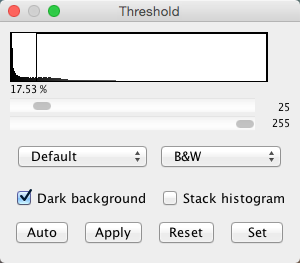 Threshold
17.53 %
25
255
Default B&W
Dark background Stack histogram
Auto Apply Reset Set